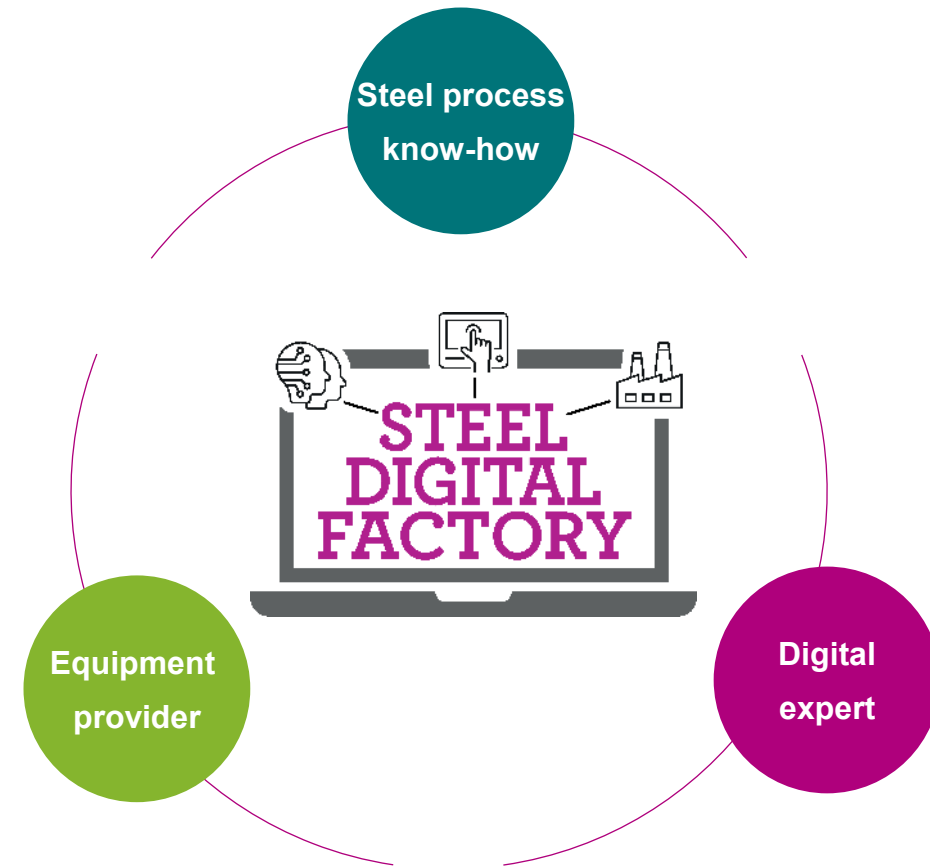 Steel process
know-how
STEEL
DIGITAL
FACTORY
Equipment
provider
Digital
expert